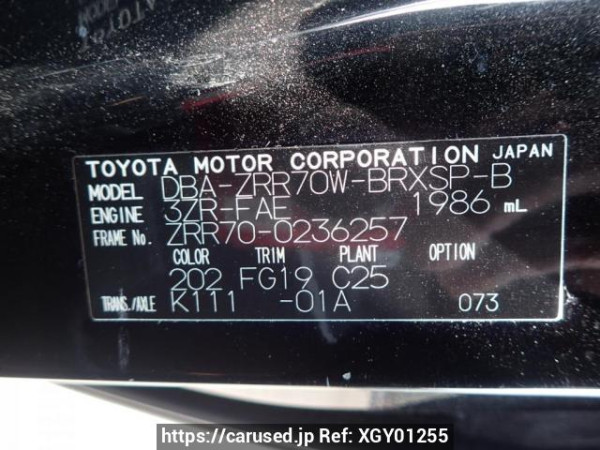 TOYOTA MOTOR CORPORATION JAPAN
MODEL DBA-ZRR70W-BRXSP-B
ENGINE 3ZR-FAE 1986 mL
FRAME No. ZRR70-0236257
COLOR TRIM PLANT OPTION
202 FG19 C25
TRANS./AXLE K111 -01A 073
https://carused.jp Ref: XGY01255